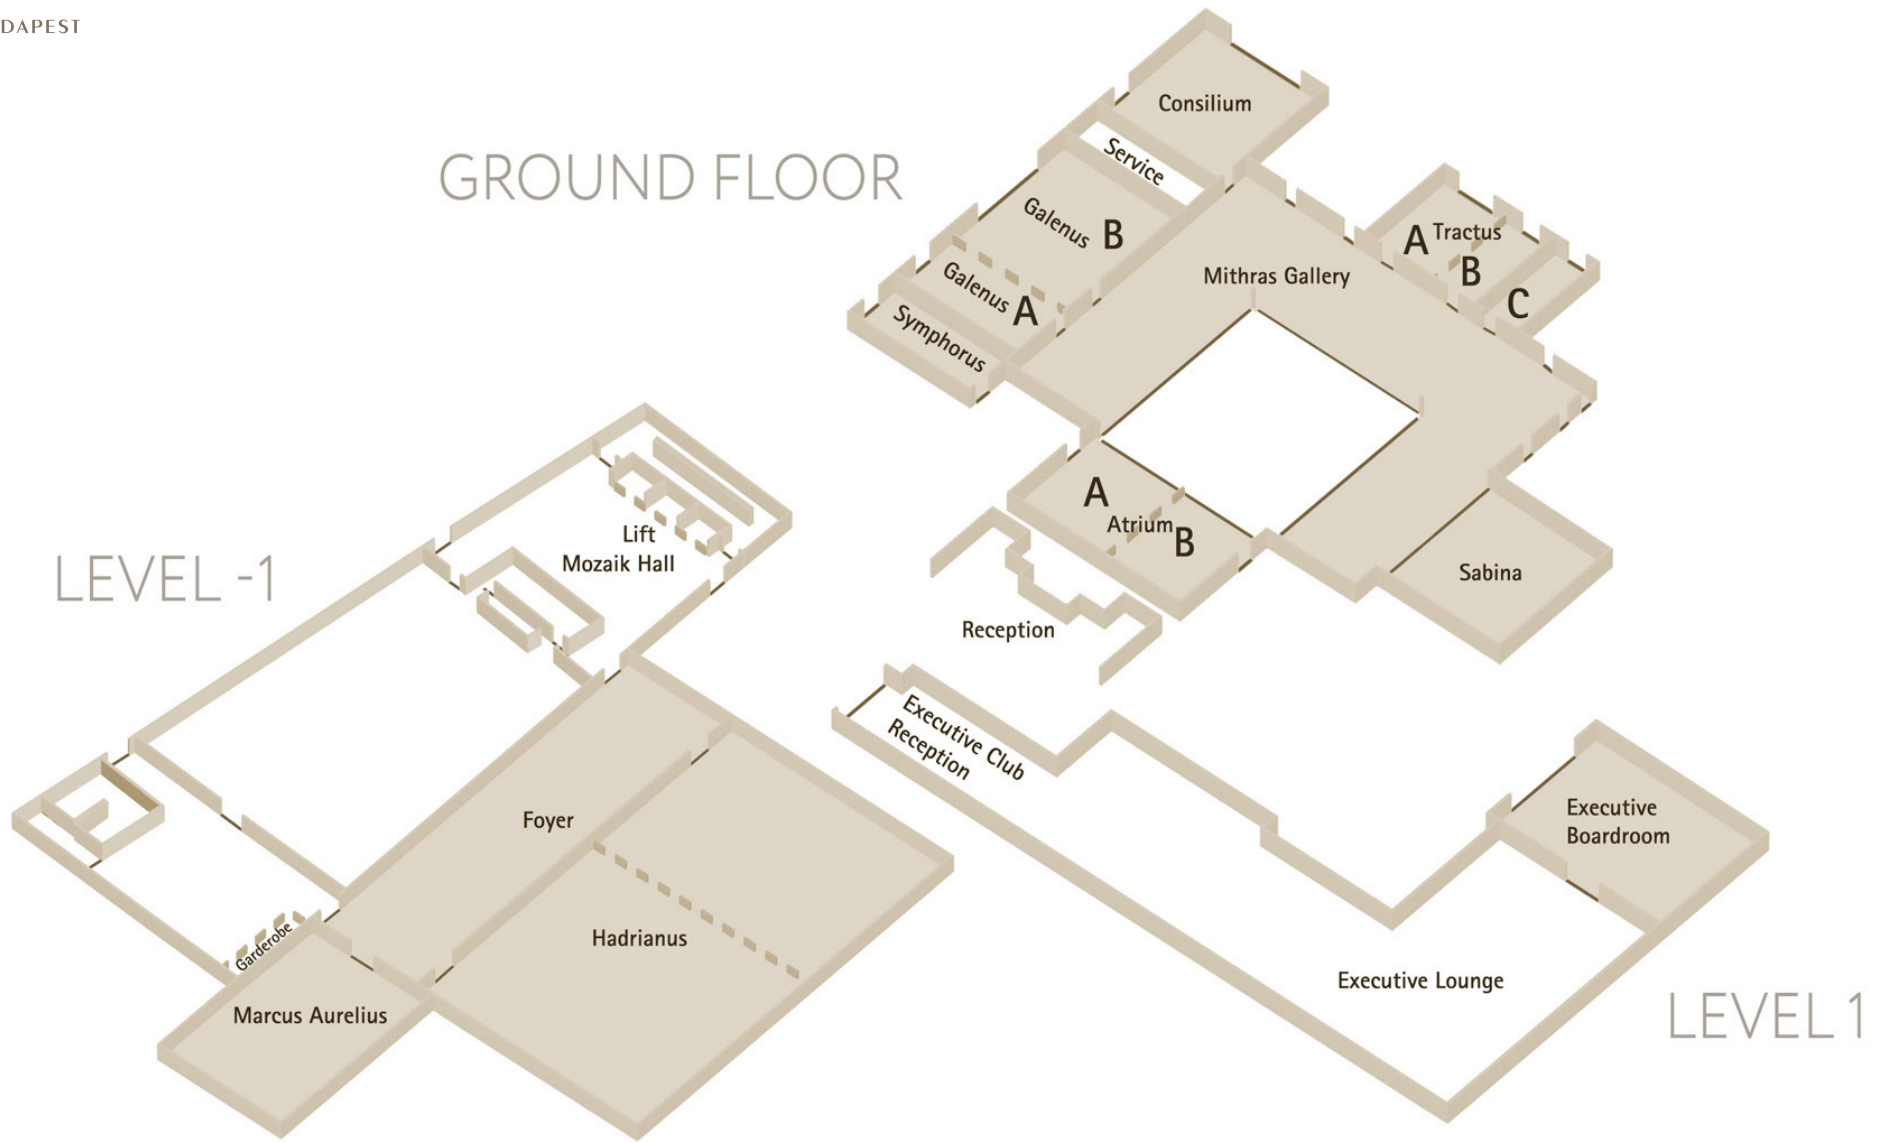 DAPEST
GROUND FLOOR
Consilium
Service
Galenus B
Galenus A
Symphorus
Mithras Gallery
A Tractus
B
C
A
Atrium
B
Sabina
Reception
LEVEL -1
Lift
Mozaik Hall
Foyer
Hadrianus
Garderobe
Marcus Aurelius
Executive Club
Reception
Executive
Boardroom
Executive Lounge
LEVEL 1